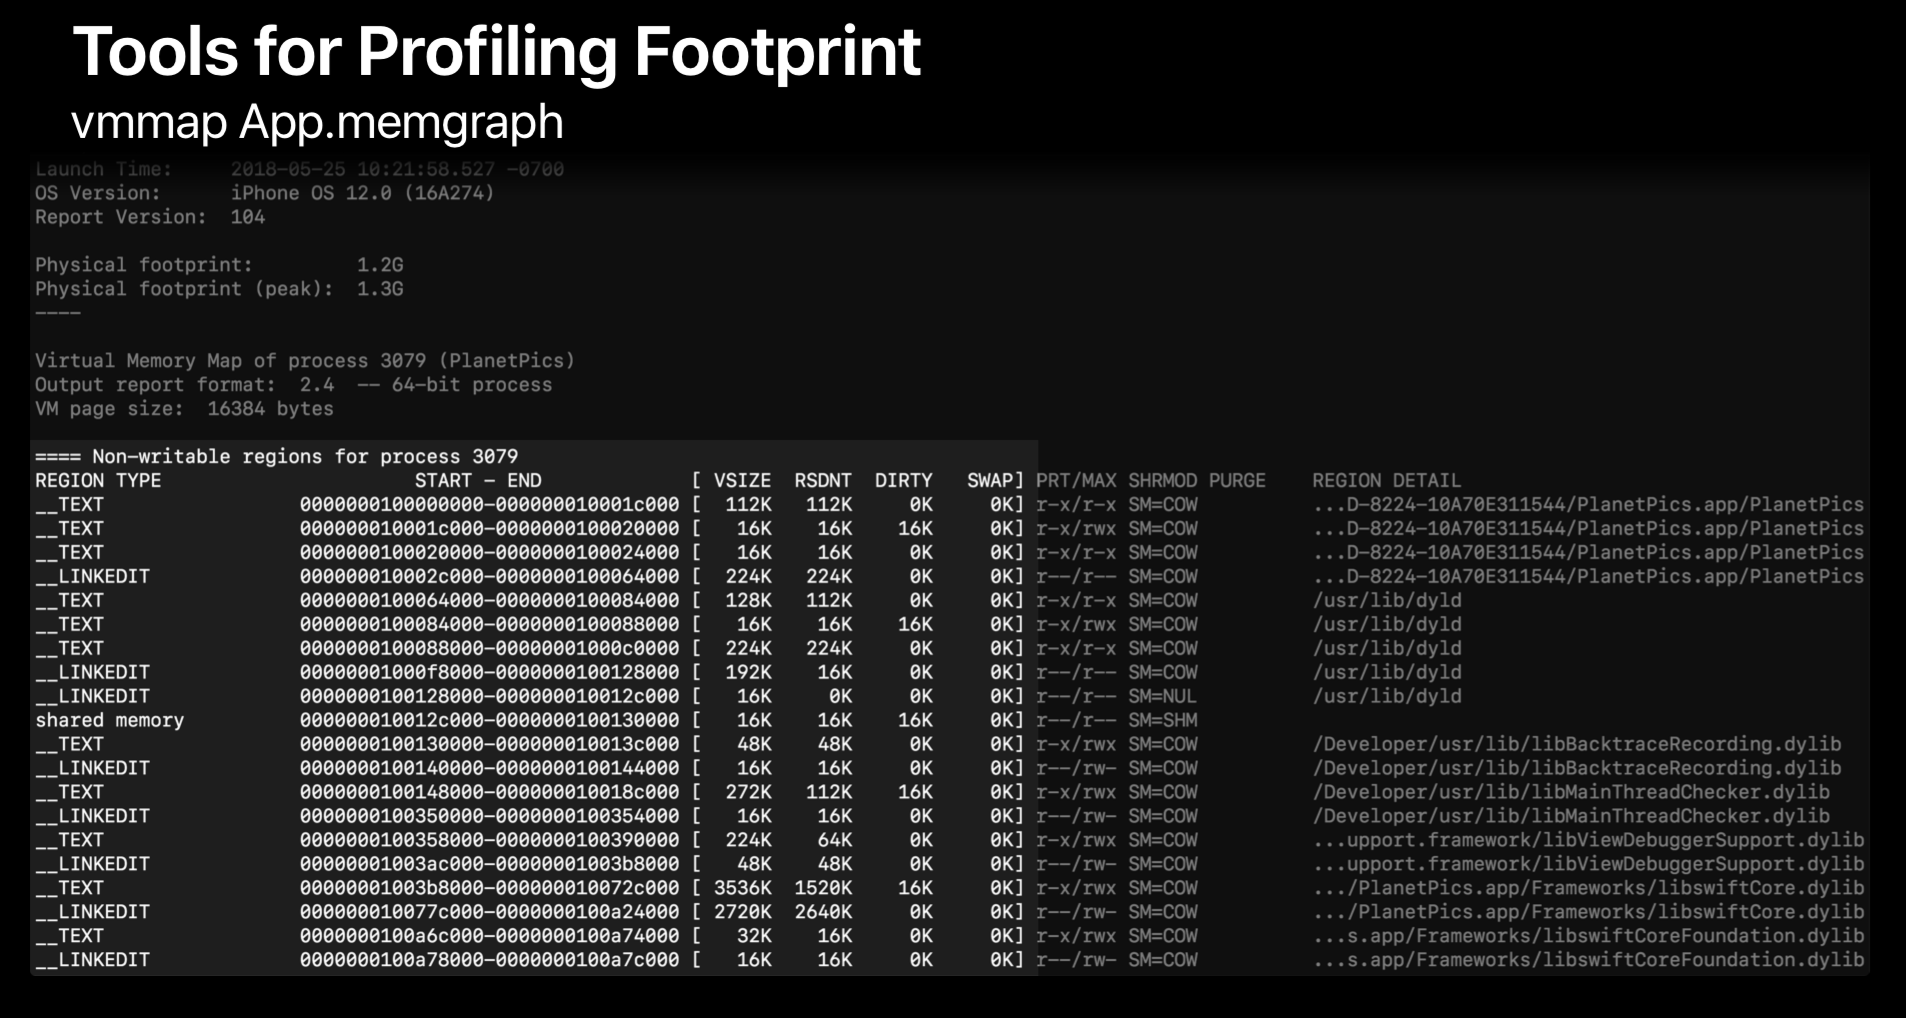 Tools for Profiling Footprint
vmmap App.memgraph
Launch Time:     2018-05-25 10:21:58.527 -0700
OS Version:      iPhone OS 12.0 (16A274)
Report Version:  104
Physical footprint:         1.2G
Physical footprint (peak):  1.3G
----
Virtual Memory Map of process 3079 (PlanetPics)
Output report format:  2.4  -- 64-bit process
VM page size:  16384 bytes
==== Non-writable regions for process 3079
REGION TYPE                      START - END             [ VSIZE  RSDNT  DIRTY   SWAP] PRT/MAX SHRMOD PURGE    REGION DETAIL
__TEXT                 0000000100000000-000000010001c000 [  112K   112K     0K     0K] r-x/r-x SM=COW          ...D-8224-10A70E311544/PlanetPics.app/PlanetPics
__TEXT                 000000010001c000-0000000100020000 [   16K    16K    16K     0K] r-x/rwx SM=COW          ...D-8224-10A70E311544/PlanetPics.app/PlanetPics
__TEXT                 0000000100020000-0000000100024000 [   16K    16K     0K     0K] r-x/r-x SM=COW          ...D-8224-10A70E311544/PlanetPics.app/PlanetPics
__LINKEDIT             000000010002c000-0000000100064000 [  224K   224K     0K     0K] r--/r-- SM=COW          ...D-8224-10A70E311544/PlanetPics.app/PlanetPics
__TEXT                 0000000100064000-0000000100084000 [  128K   112K     0K     0K] r-x/r-x SM=COW          /usr/lib/dyld
__TEXT                 0000000100084000-0000000100088000 [   16K    16K    16K     0K] r-x/rwx SM=COW          /usr/lib/dyld
__TEXT                 0000000100088000-00000001000c0000 [  224K   224K     0K     0K] r-x/r-x SM=COW          /usr/lib/dyld
__LINKEDIT             00000001000f8000-0000000100128000 [  192K    16K     0K     0K] r--/r-- SM=COW          /usr/lib/dyld
__LINKEDIT             0000000100128000-000000010012c000 [   16K     0K     0K     0K] r--/r-- SM=NUL          /usr/lib/dyld
shared memory          000000010012c000-0000000100130000 [   16K    16K    16K     0K] r--/r-- SM=SHM
__TEXT                 0000000100130000-000000010013c000 [   48K    48K     0K     0K] r-x/rwx SM=COW          /Developer/usr/lib/libBacktraceRecording.dylib
__LINKEDIT             0000000100140000-0000000100144000 [   16K    16K     0K     0K] r--/rw- SM=COW          /Developer/usr/lib/libBacktraceRecording.dylib
__TEXT                 0000000100148000-000000010018c000 [  272K   112K    16K     0K] r-x/rwx SM=COW          /Developer/usr/lib/libMainThreadChecker.dylib
__LINKEDIT             0000000100350000-0000000100354000 [   16K    16K     0K     0K] r--/rw- SM=COW          /Developer/usr/lib/libMainThreadChecker.dylib
__TEXT                 0000000100358000-0000000100390000 [  224K    64K     0K     0K] r-x/rwx SM=COW          ...upport.framework/libViewDebuggerSupport.dylib
__LINKEDIT             00000001003ac000-00000001003b8000 [   48K    48K     0K     0K] r--/rw- SM=COW          ...upport.framework/libViewDebuggerSupport.dylib
__TEXT                 00000001003b8000-000000010072c000 [ 3536K  1520K    16K     0K] r-x/rwx SM=COW          .../PlanetPics.app/Frameworks/libswiftCore.dylib
__LINKEDIT             000000010077c000-0000000100a24000 [ 2720K  2640K     0K     0K] r--/rw- SM=COW          .../PlanetPics.app/Frameworks/libswiftCore.dylib
__TEXT                 0000000100a6c000-0000000100a74000 [   32K    16K     0K     0K] r-x/rwx SM=COW          ...s.app/Frameworks/libswiftCoreFoundation.dylib
__LINKEDIT             0000000100a78000-0000000100a7c000 [   16K    16K     0K     0K] r--/rw- SM=COW          ...s.app/Frameworks/libswiftCoreFoundation.dylib